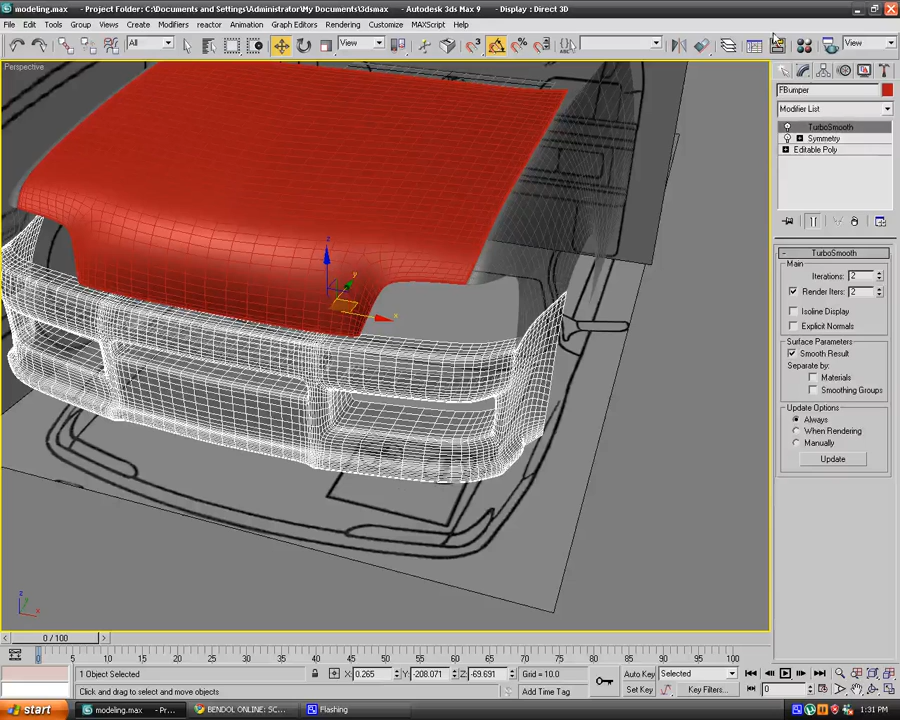 modeling.max - Project Folder: C:\Documents and Settings\Administrator\My Documents\3dsmax - Autodesk 3ds Max 9 - Display : Direct 3D
File Edit Tools Group Views Create Modifiers reactor Animation Graph Editors Rendering Customize MAXScript Help
All View View
Perspective
FBumper
Modifier List
TurboSmooth
Symmetry
Editable Poly
TurboSmooth
Main
Iterations: 2
Render Iters: 2
Isoline Display
Explicit Normals
Surface Parameters
Smooth Result
Separate by:
Materials
Smoothing Groups
Update Options
Always
When Rendering
Manually
Update
z
y
x
z
x
0 / 100
0 5 10 15 20 25 30 35 40 45 50 55 60 65 70 75 80 85 90 95 100
1 Object Selected X: 0.265 Y: -208.071 Z: -69.691 Grid = 10.0 Auto Key Selected
Click and drag to select and move objects Add Time Tag Set Key Key Filters... 0
start modeling.max - Pr... BENDOL ONLINE: SC... Flashing 1:31 PM